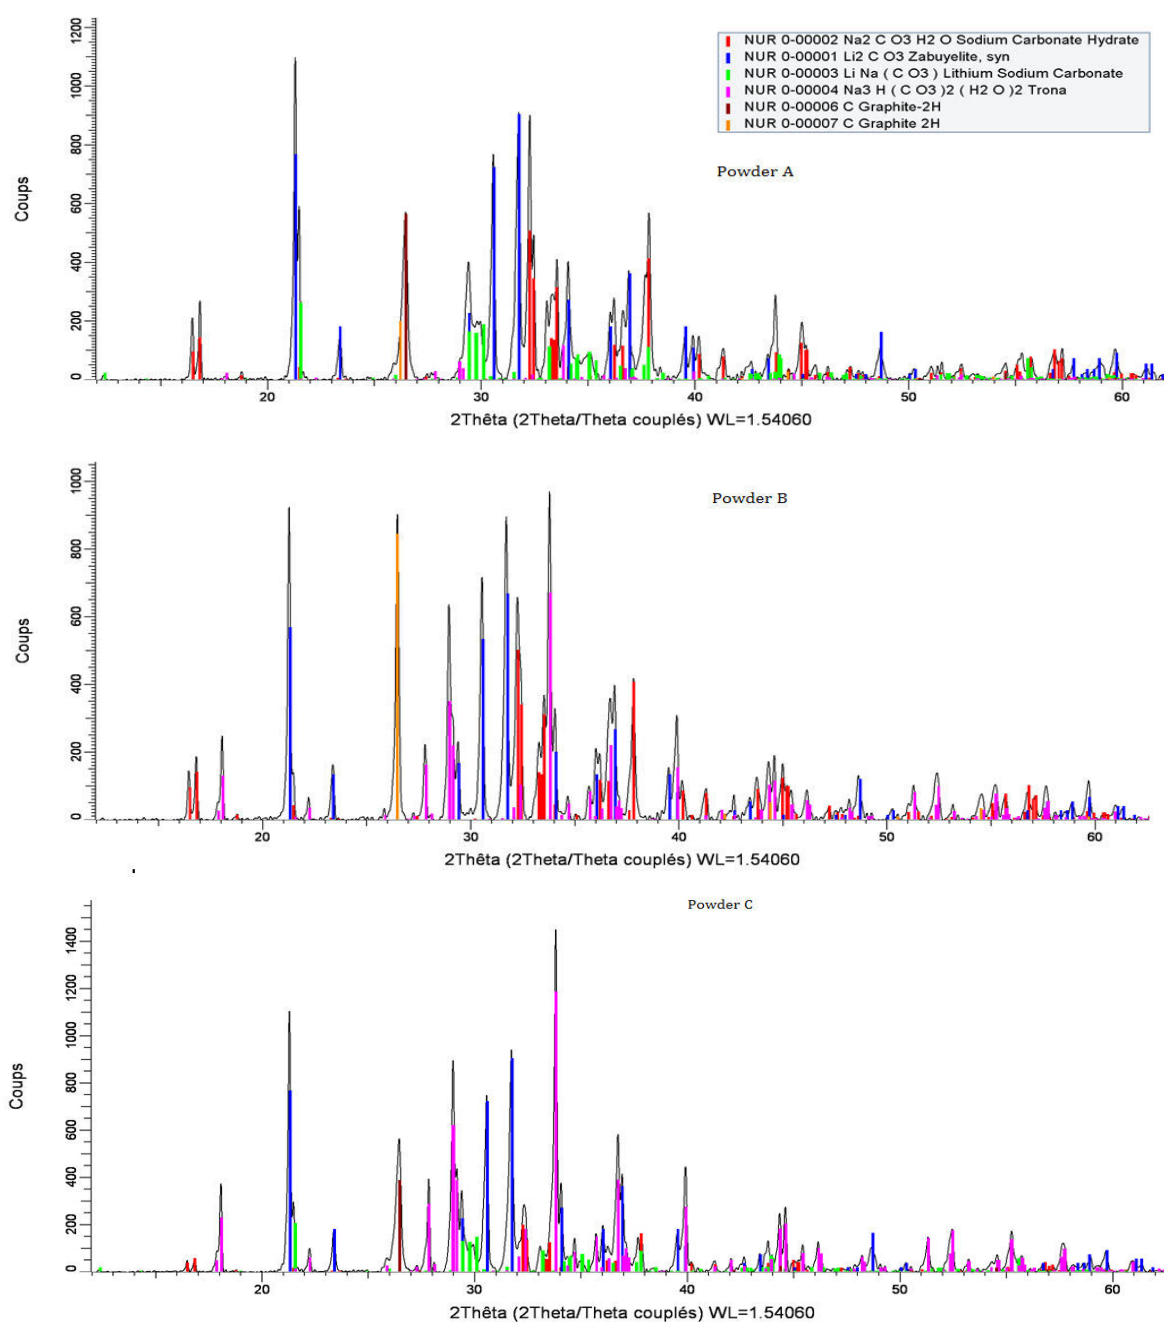 1200
1000
800
600
400
200
0
Coups
NUR 0-00002 Na2 C O3 H2 O Sodium Carbonate Hydrate
NUR 0-00001 Li2 C O3 Zabuyelite, syn
NUR 0-00003 Li Na ( C O3 ) Lithium Sodium Carbonate
NUR 0-00004 Na3 H ( C O3 )2 ( H2 O )2 Trona
NUR 0-00006 C Graphite-2H
NUR 0-00007 C Graphite 2H
Powder A
20 30 40 50 60
2Thêta (2Theta/Theta couplés) WL=1.54060
1000
800
600
400
200
0
Coups
Powder B
20 30 40 50 60
2Thêta (2Theta/Theta couplés) WL=1.54060
Powder C
1400
1200
1000
800
600
400
200
0
Coups
20 30 40 50 60
2Thêta (2Theta/Theta couplés) WL=1.54060